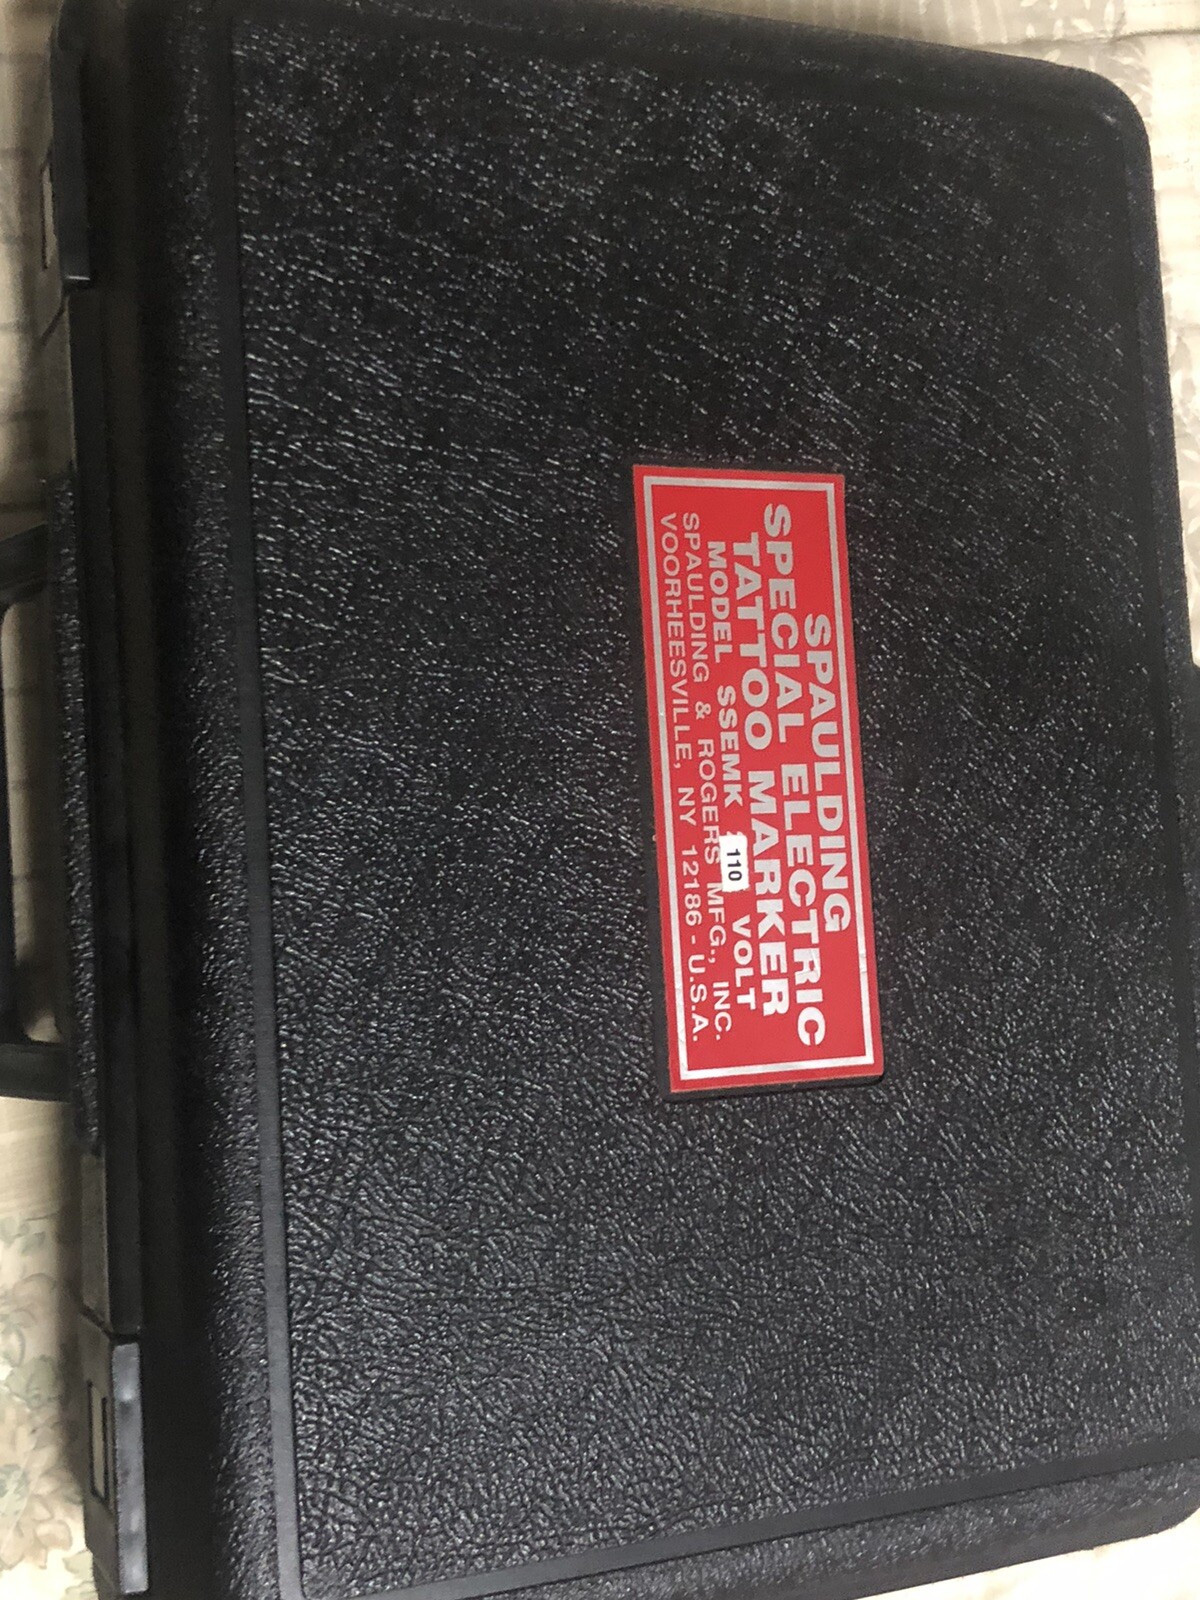 SPAULDING
SPECIAL ELECTRIC
TATTOO MARKER
MODEL SSEMK 110 VOLT
SPAULDING & ROGERS MFG., INC.
VOORHEESVILLE, NY 12186 - U.S.A.